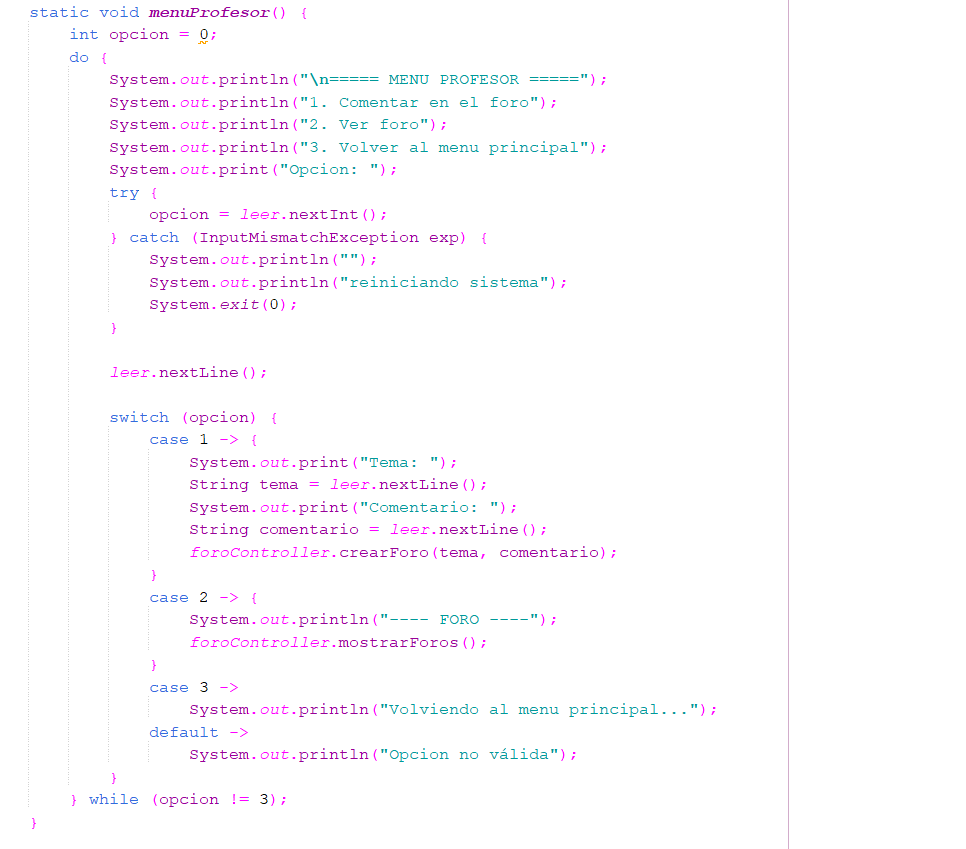 static void menuProfesor() {
    int opcion = 0;
    do {
        System.out.println("\n===== MENU PROFESOR =====");
        System.out.println("1. Comentar en el foro");
        System.out.println("2. Ver foro");
        System.out.println("3. Volver al menu principal");
        System.out.print("Opcion: ");
        try {
            opcion = leer.nextInt();
        } catch (InputMismatchException exp) {
            System.out.println("");
            System.out.println("reiniciando sistema");
            System.exit(0);
        }

        leer.nextLine();

        switch (opcion) {
            case 1 -> {
                System.out.print("Tema: ");
                String tema = leer.nextLine();
                System.out.print("Comentario: ");
                String comentario = leer.nextLine();
                foroController.crearForo(tema, comentario);
            }
            case 2 -> {
                System.out.println("---- FORO ----");
                foroController.mostrarForos();
            }
            case 3 ->
                System.out.println("Volviendo al menu principal...");
            default ->
                System.out.println("Opcion no válida");
        }
    } while (opcion != 3);
}